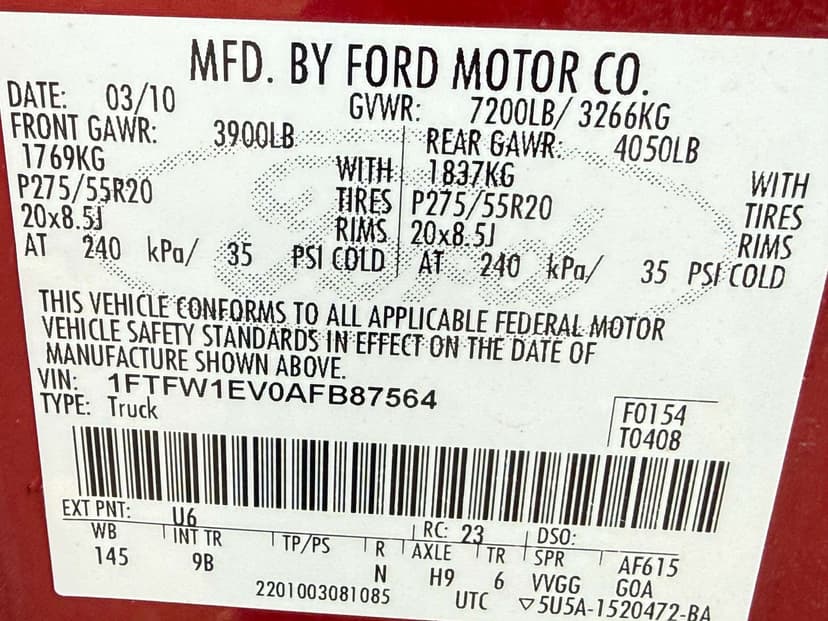 MFD. BY FORD MOTOR CO.
DATE: 03/10 GVWR: 7200LB/ 3266KG
FRONT GAWR: 3900LB REAR GAWR: 4050LB
1769KG WITH 1837KG WITH
P275/55R20 TIRES P275/55R20 TIRES
20x8.5J RIMS 20x8.5J RIMS
AT 240 kPa/ 35 PSI COLD AT 240 kPa/ 35 PSI COLD
THIS VEHICLE CONFORMS TO ALL APPLICABLE FEDERAL MOTOR
VEHICLE SAFETY STANDARDS IN EFFECT ON THE DATE OF
MANUFACTURE SHOWN ABOVE.
VIN: 1FTFW1EV0AFB87564
TYPE: Truck
F0154
T0408
EXT PNT: U6 RC: 23 DSO:
WB INT TR TP/PS R AXLE TR SPR AF615
145 9B N H9 6 VVGG GOA
2201003081085 UTC ▽5U5A-1520472-BA